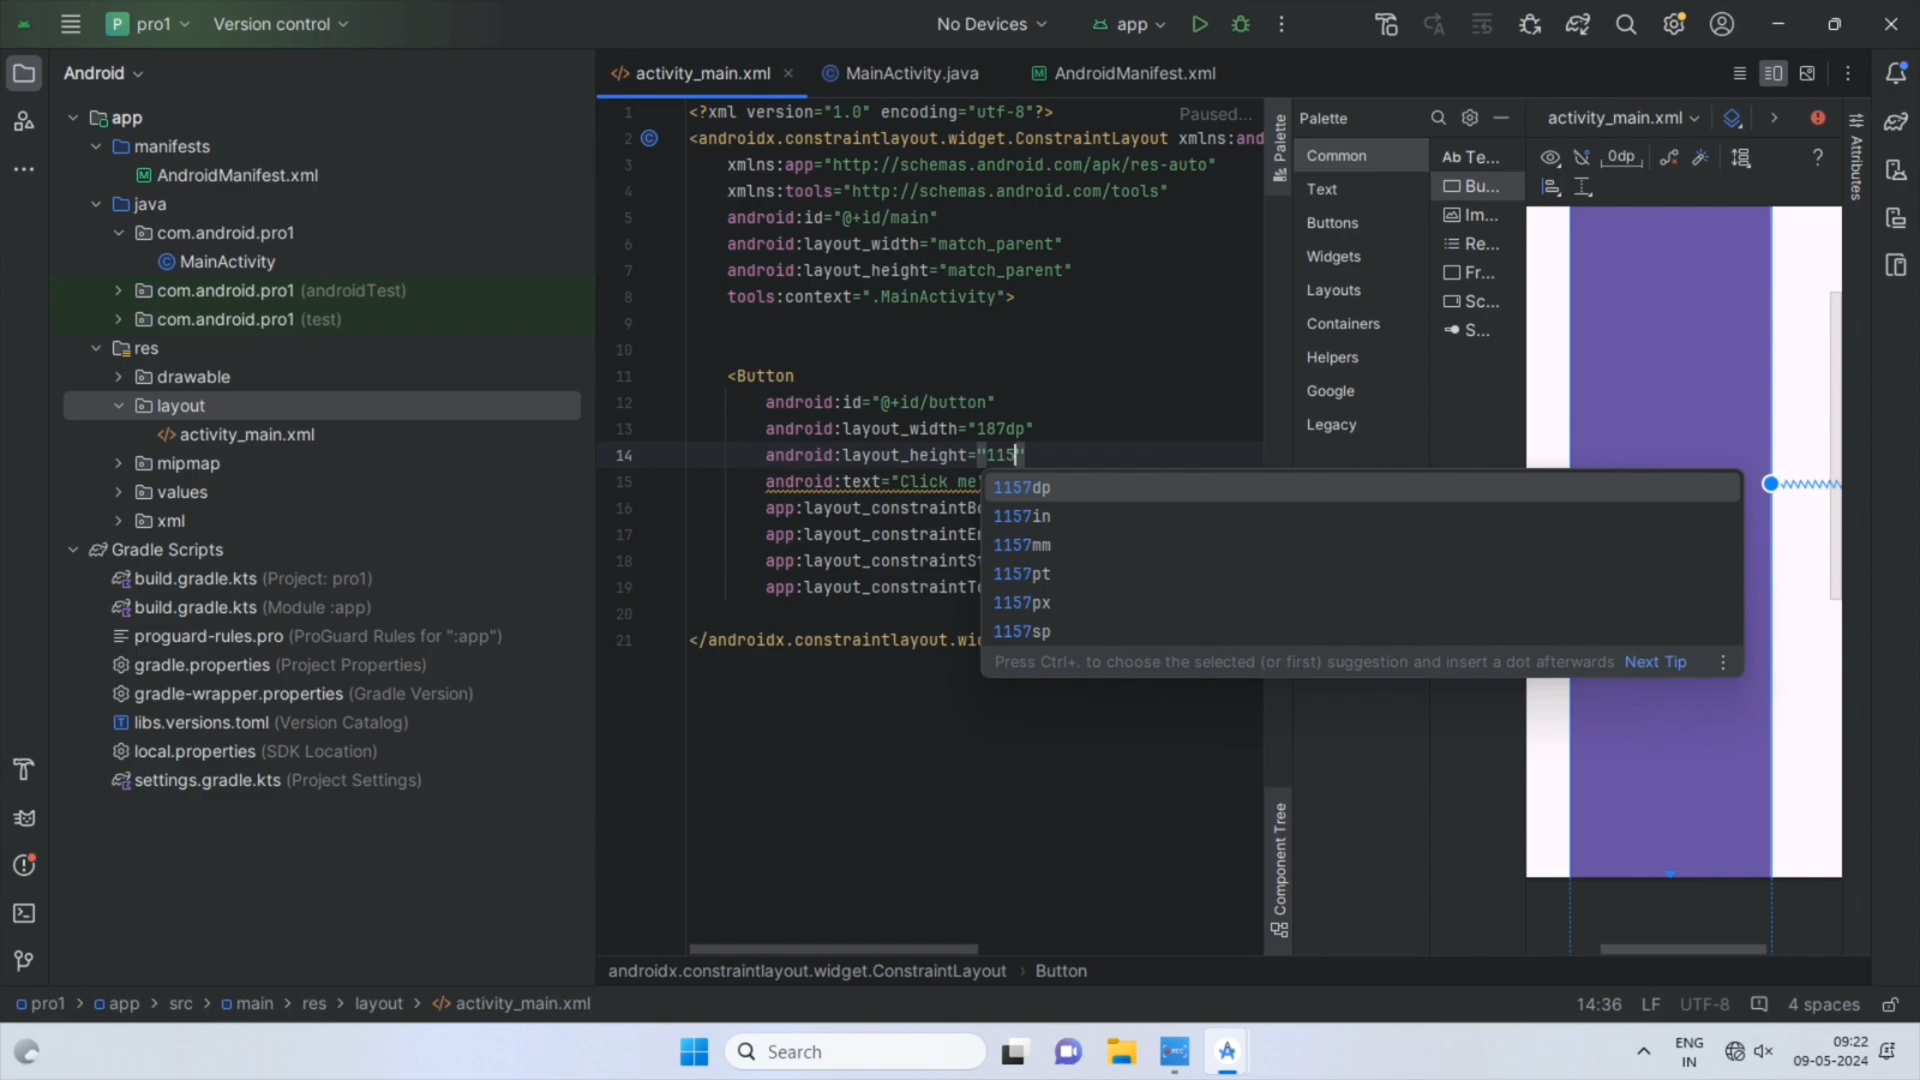 P pro1 Version control No Devices app
Android
app
manifests
AndroidManifest.xml
java
com.android.pro1
MainActivity
com.android.pro1 (androidTest)
com.android.pro1 (test)
res
drawable
layout
activity_main.xml
mipmap
values
xml
Gradle Scripts
build.gradle.kts (Project: pro1)
build.gradle.kts (Module :app)
proguard-rules.pro (ProGuard Rules for ":app")
gradle.properties (Project Properties)
gradle-wrapper.properties (Gradle Version)
libs.versions.toml (Version Catalog)
local.properties (SDK Location)
settings.gradle.kts (Project Settings)
activity_main.xml MainActivity.java AndroidManifest.xml
1 <?xml version="1.0" encoding="utf-8"?> Paused...
2 <androidx.constraintlayout.widget.ConstraintLayout xmlns:and
3 xmlns:app="http://schemas.android.com/apk/res-auto"
4 xmlns:tools="http://schemas.android.com/tools"
5 android:id="@+id/main"
6 android:layout_width="match_parent"
7 android:layout_height="match_parent"
8 tools:context=".MainActivity">
9
10
11 <Button
12 android:id="@+id/button"
13 android:layout_width="187dp"
14 android:layout_height="115"
15 android:text="Click me"
16 app:layout_constraintBo
17 app:layout_constraintEn
18 app:layout_constraintSt
19 app:layout_constraintTo
20
21 </androidx.constraintlayout.wi
1157dp
1157in
1157mm
1157pt
1157px
1157sp
Press Ctrl+. to choose the selected (or first) suggestion and insert a dot afterwards Next Tip
Palette
Component Tree
Palette
Common
Text
Buttons
Widgets
Layouts
Containers
Helpers
Google
Legacy
Ab Te...
Bu...
Im...
Re...
Fr...
Sc...
S...
activity_main.xml
0dp ?
Attributes
androidx.constraintlayout.widget.ConstraintLayout › Button
pro1 > app > src > main > res > layout > activity_main.xml 14:36 LF UTF-8 4 spaces
Search
ENG
IN
09:22
09-05-2024